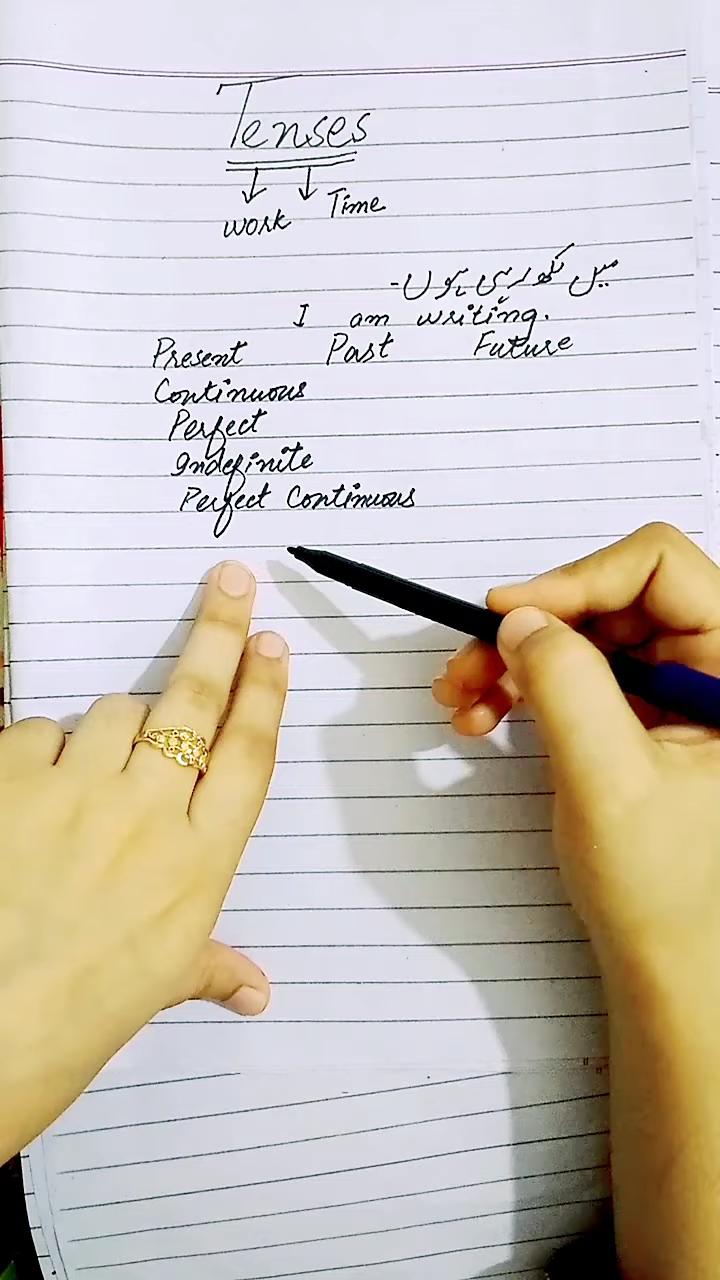 Tenses
work Time
میں لکھ رہی ہوں -
I am writing.
Present Past Future
Continuous
Perfect
Indefinite
Perfect Continuous